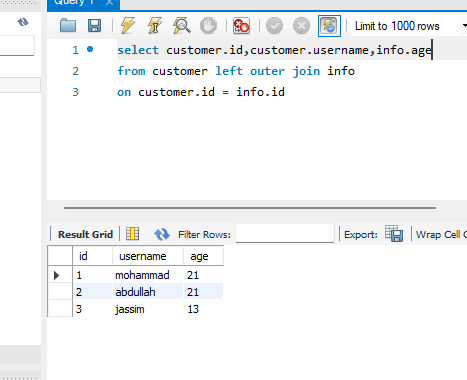 Query 1
Limit to 1000 rows
1 select customer.id,customer.username,info.age
2 from customer left outer join info
3 on customer.id = info.id
Result Grid Filter Rows: Export: Wrap Cell C
id username age
1 mohammad 21
2 abdullah 21
3 jassim 13